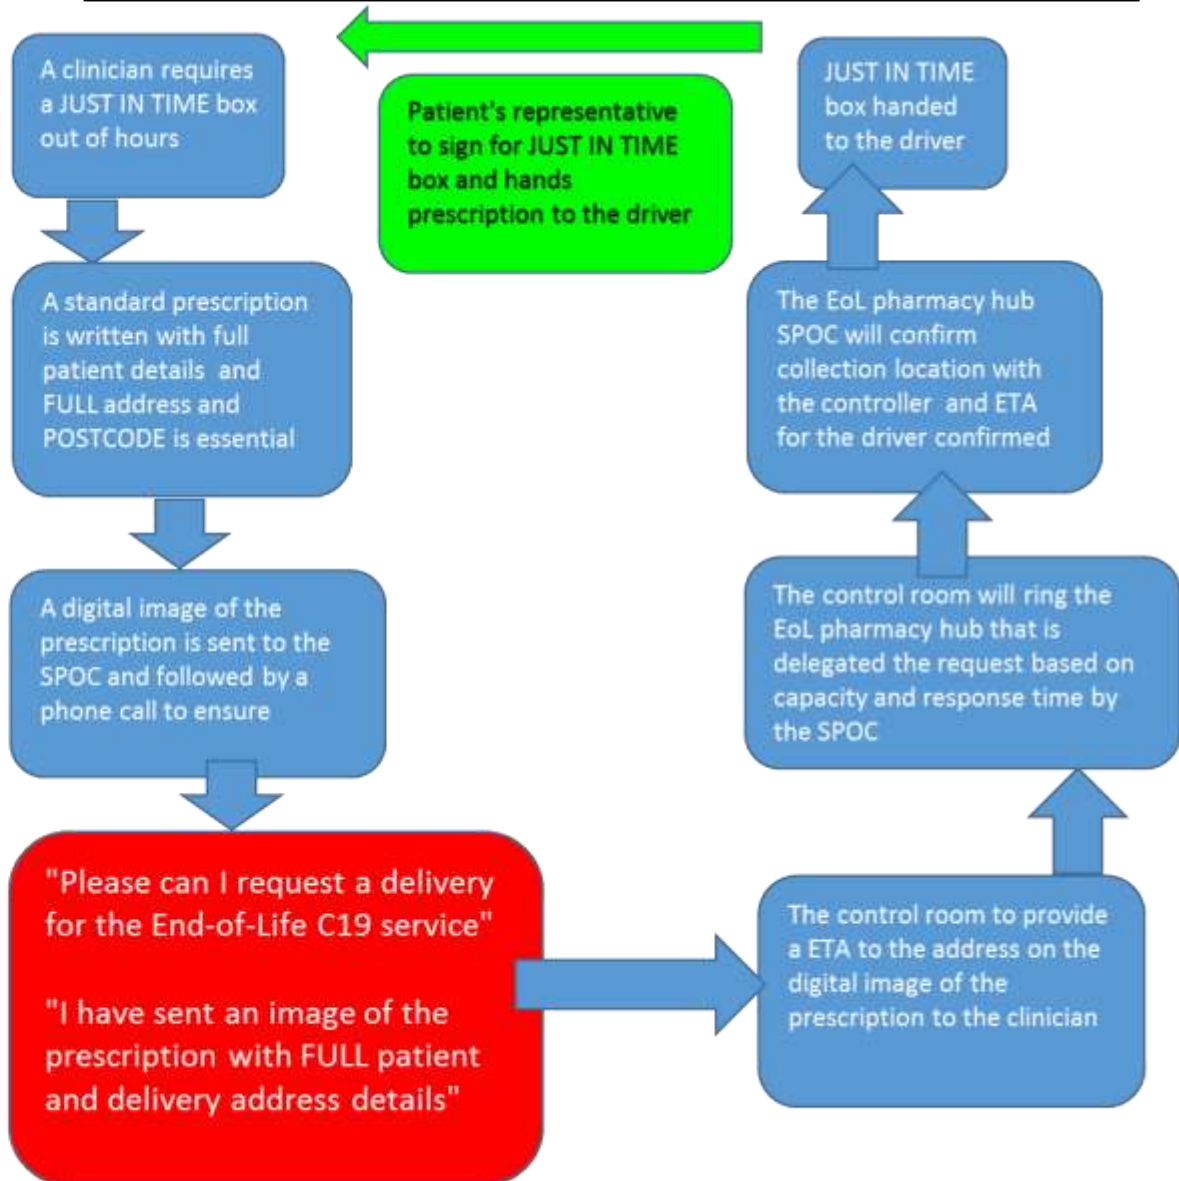 A clinician requires
a JUST IN TIME box
out of hours
A standard prescription
is written with full
patient details and
FULL address and
POSTCODE is essential
A digital image of the
prescription is sent to the
SPOC and followed by a
phone call to ensure
"Please can I request a delivery
for the End-of-Life C19 service"
"I have sent an image of the
prescription with FULL patient
and delivery address details"
The control room to provide
a ETA to the address on the
digital image of the
prescription to the clinician
The control room will ring the
EoL pharmacy hub that is
delegated the request based on
capacity and response time by
the SPOC
The EoL pharmacy hub
SPOC will confirm
collection location with
the controller and ETA
for the driver confirmed
JUST IN TIME
box handed
to the driver
Patient's representative
to sign for JUST IN TIME
box and hands
prescription to the driver